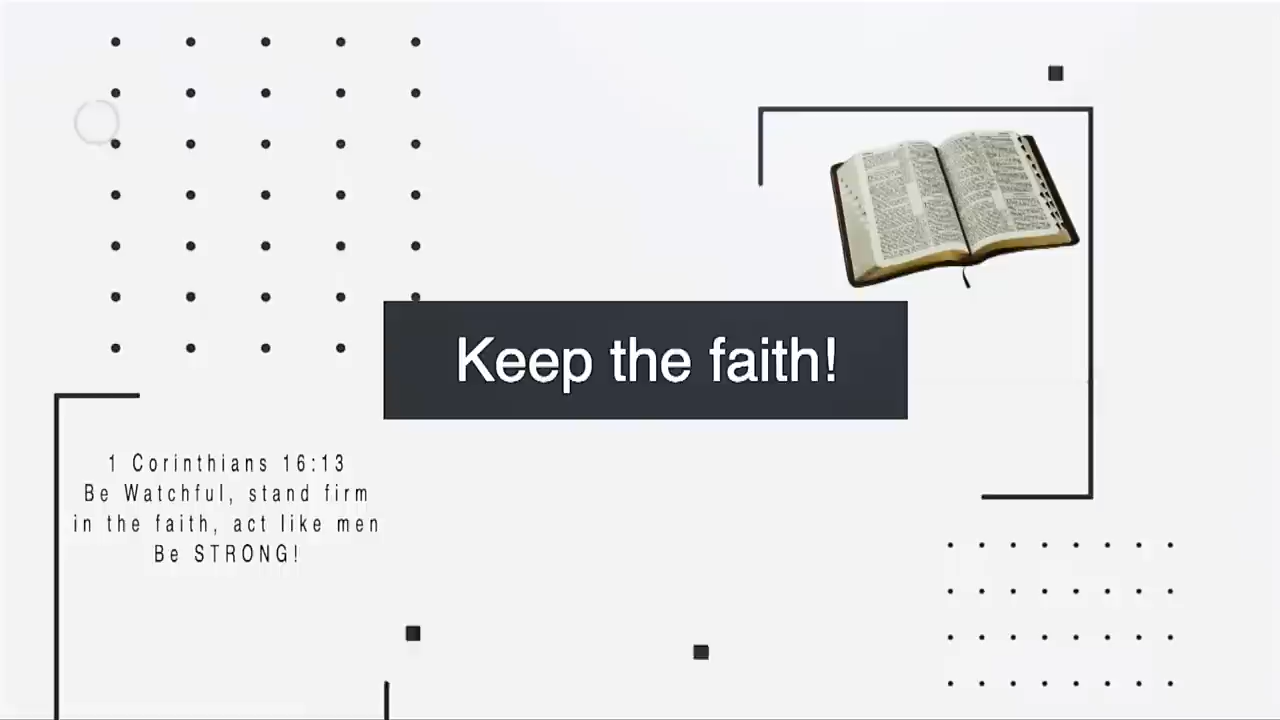 Keep the faith!
1 Corinthians 16:13
Be Watchful, stand firm
in the faith, act like men
Be STRONG!